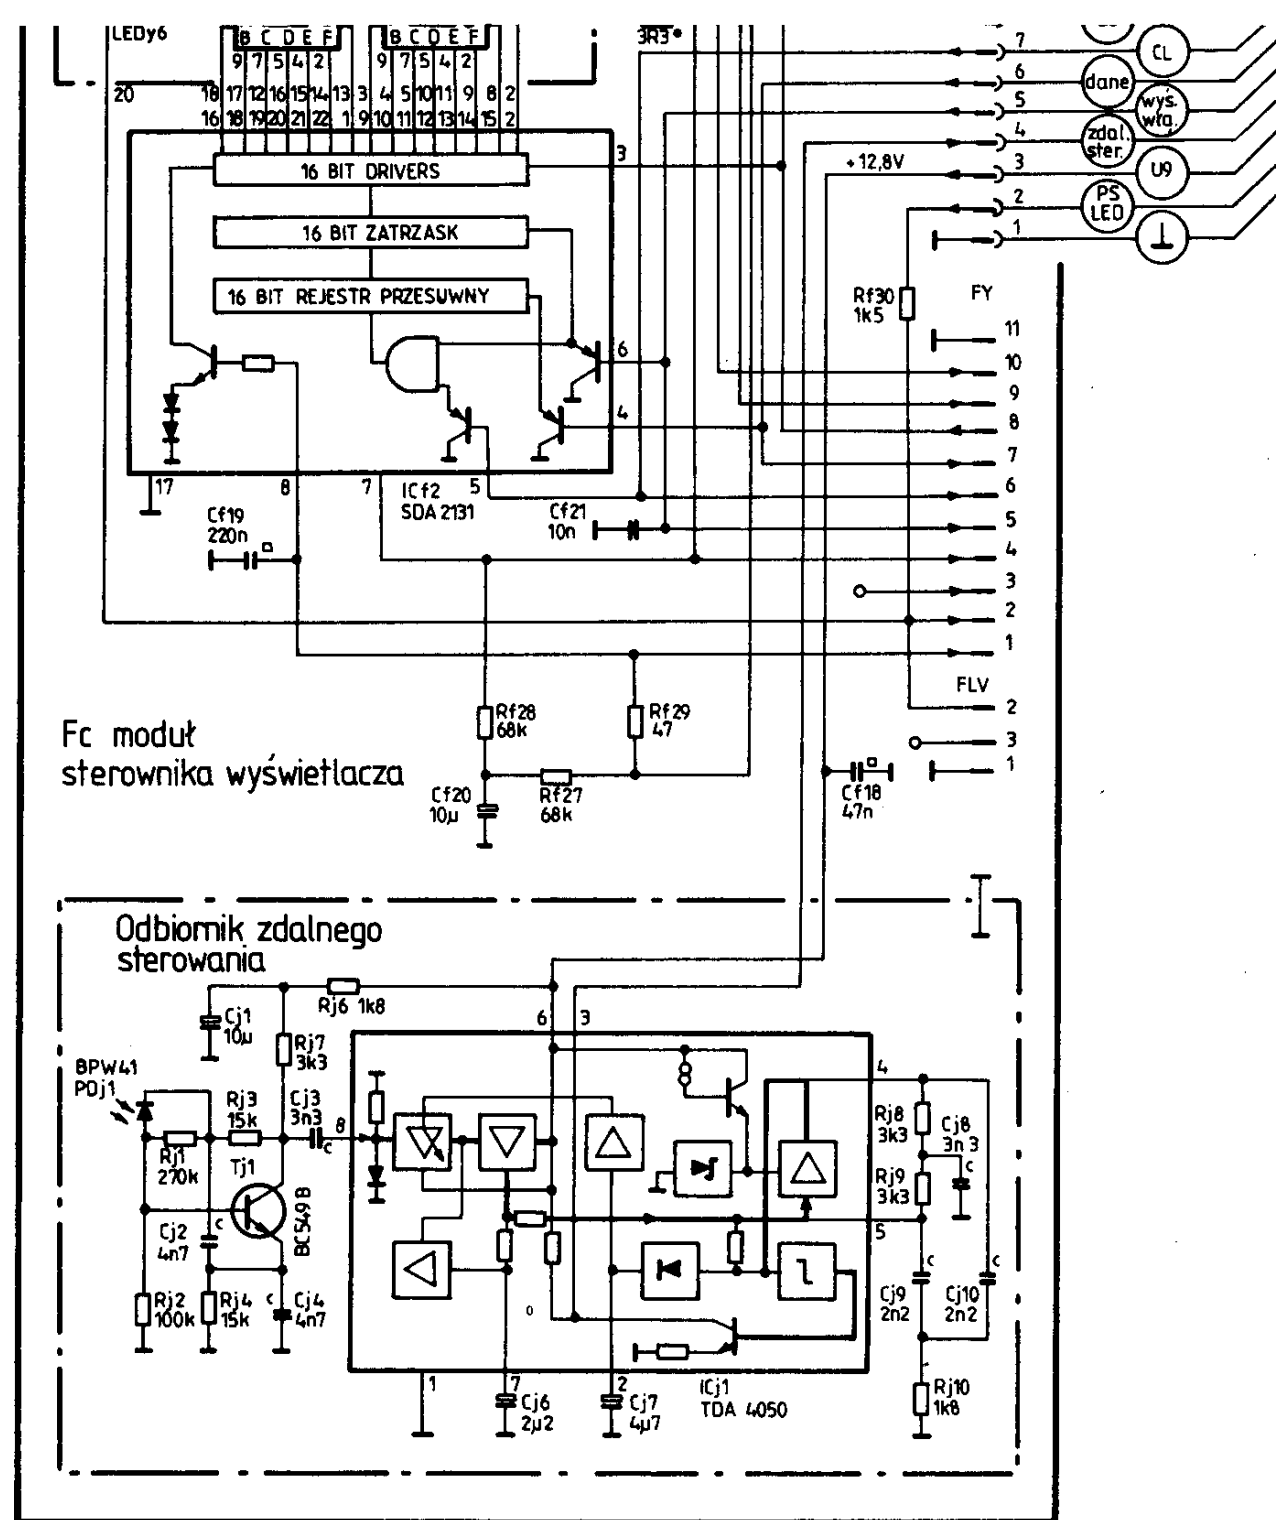 LEDy6
B C D E F
B C D E F
3R3
9 7 5 4 2
9 7 5 4 2
20
18 17 12 16 15 14 13 3 4 5 10 11 9 8 2
16 18 19 20 21 22 1 9 10 11 12 13 14 15 2
7
CL
6
dane
5
wyś.
wła.
4
zdal.
ster.
+12,8V
3
U9
2
PS
LED
1
3
16 BIT DRIVERS
16 BIT ZATRZASK
16 BIT REJESTR PRZESUWNY
6
4
17
8
7
5
ICf2
SDA 2131
Cf19
220n
Cf21
10n
Rf30
1k5
FY
11
10
9
8
7
6
5
4
3
2
1
FLV
2
3
1
Rf28
68k
Rf29
47
Rf27
68k
Cf20
10µ
Cf18
47n
Fc moduł
sterownika wyświetlacza
Odbiornik zdalnego
sterowania
Rj6 1k8
Cj1
10µ
Rj7
3k3
6
3
BPW41
PDj1
Rj3
15k
Cj3
3n3
c
8
Rj1
270k
Tj1
BC549B
Cj2
4n7
c
Rj2
100k
Rj4
15k
c
Cj4
4n7
4
Rj8
3k3
Cj8
3n3
c
Rj9
3k3
5
c
Cj9
2n2
c
Cj10
2n2
Rj10
1k8
1
7
2
Cj6
2µ2
Cj7
4µ7
ICj1
TDA 4050